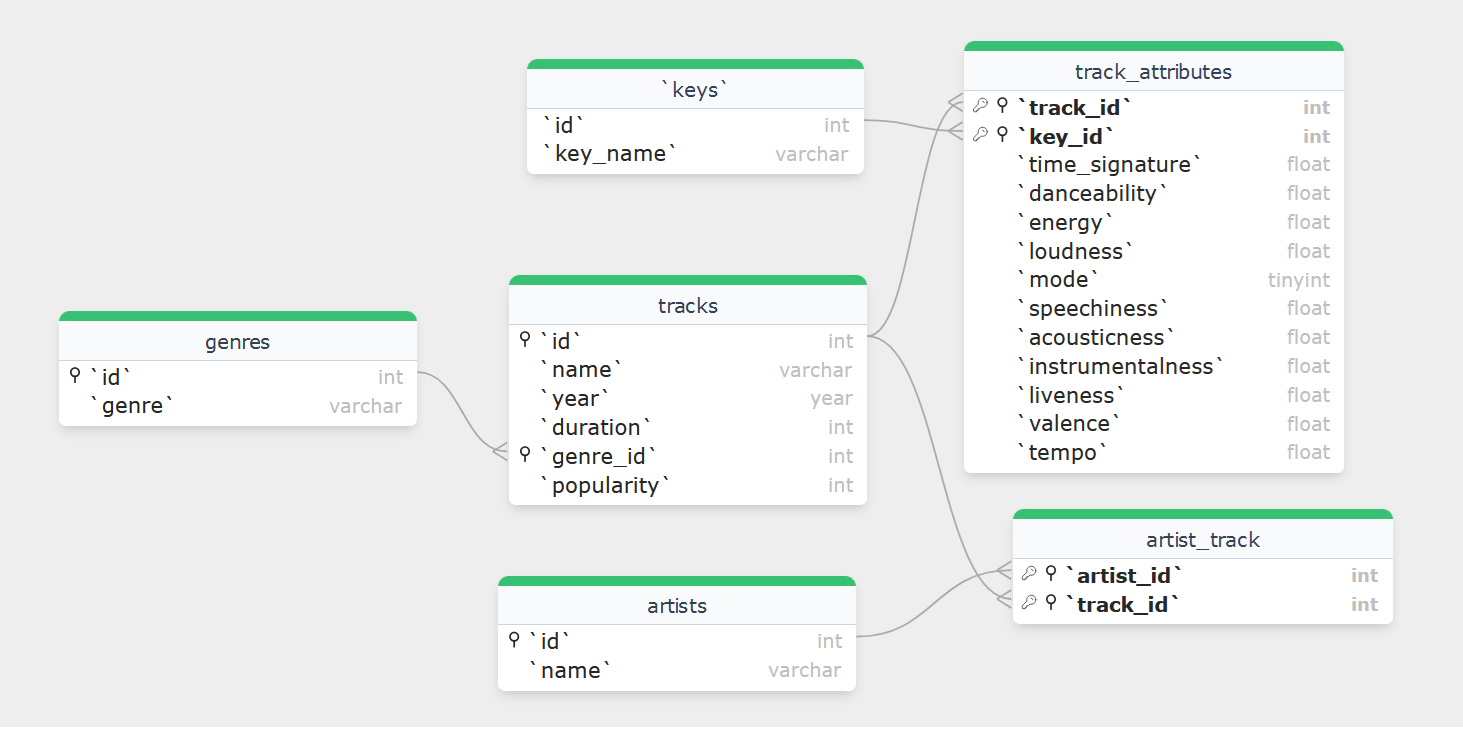 `keys`
`id` int
`key_name` varchar
track_attributes
`track_id` int
`key_id` int
`time_signature` float
`danceability` float
`energy` float
`loudness` float
`mode` tinyint
`speechiness` float
`acousticness` float
`instrumentalness` float
`liveness` float
`valence` float
`tempo` float
genres
`id` int
`genre` varchar
tracks
`id` int
`name` varchar
`year` year
`duration` int
`genre_id` int
`popularity` int
artists
`id` int
`name` varchar
artist_track
`artist_id` int
`track_id` int